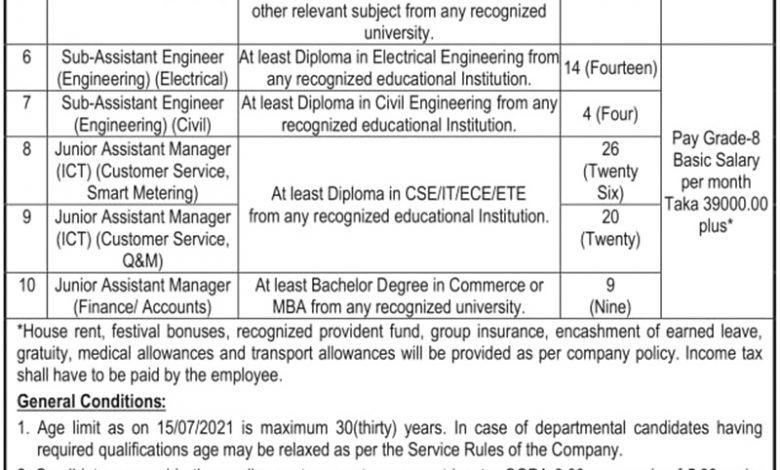 other relevant subject from any recognized
university.
6 Sub-Assistant Engineer At least Diploma in Electrical Engineering from 14 (Fourteen)
(Engineering) (Electrical) any recognized educational Institution.
7 Sub-Assistant Engineer At least Diploma in Civil Engineering from any 4 (Four)
(Engineering) (Civil) recognized educational Institution.
8 Junior Assistant Manager 26
(ICT) (Customer Service, (Twenty
Smart Metering) Six)
At least Diploma in CSE/IT/ECE/ETE
from any recognized educational Institution.
9 Junior Assistant Manager 20
(ICT) (Customer Service, (Twenty)
Q&M)
10 Junior Assistant Manager At least Bachelor Degree in Commerce or 9
(Finance/ Accounts) MBA from any recognized university. (Nine)
Pay Grade-8
Basic Salary
per month
Taka 39000.00
plus*
*House rent, festival bonuses, recognized provident fund, group insurance, encashment of earned leave,
gratuity, medical allowances and transport allowances will be provided as per company policy. Income tax
shall have to be paid by the employee.
General Conditions:
1. Age limit as on 15/07/2021 is maximum 30(thirty) years. In case of departmental candidates having
required qualifications age may be relaxed as per the Service Rules of the Company.